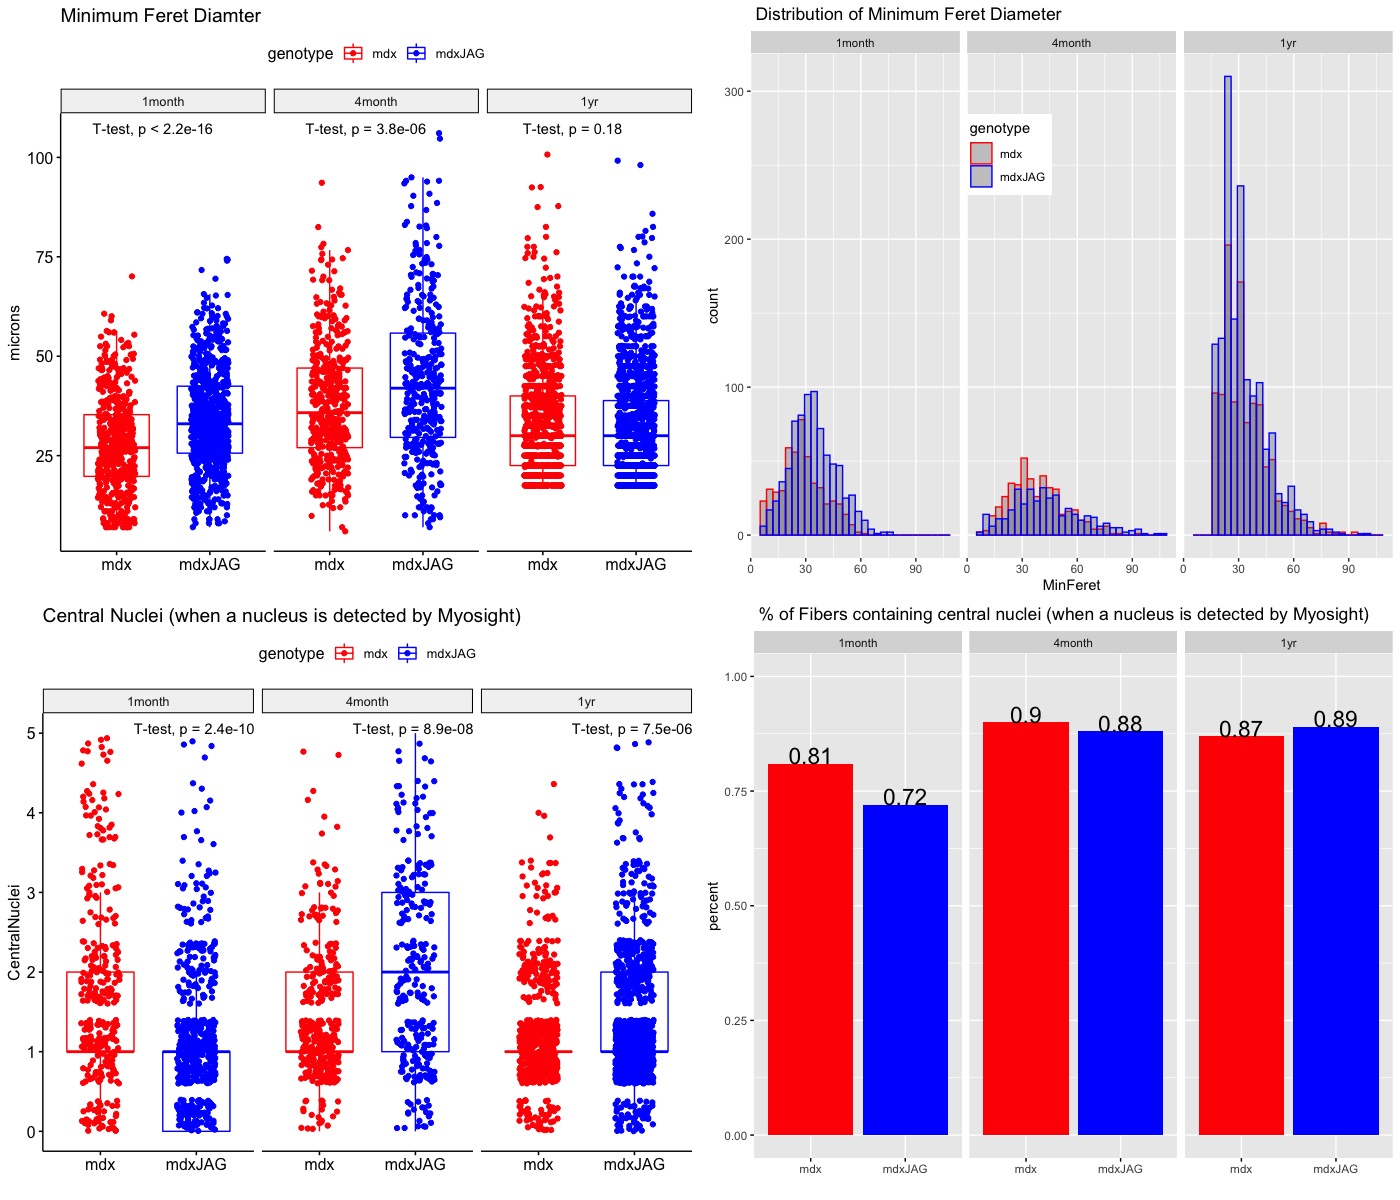 Minimum Feret Diamter
genotype mdx mdxJAG
1month 4month 1yr
T-test, p < 2.2e-16 T-test, p = 3.8e-06 T-test, p = 0.18
100
75
50
25
microns
mdx mdxJAG mdx mdxJAG mdx mdxJAG
Distribution of Minimum Feret Diameter
1month 4month 1yr
genotype
mdx
mdxJAG
300
200
100
0
count
0 30 60 90 0 30 60 90 0 30 60 90
MinFeret
Central Nuclei (when a nucleus is detected by Myosight)
genotype mdx mdxJAG
1month 4month 1yr
T-test, p = 2.4e-10 T-test, p = 8.9e-08 T-test, p = 7.5e-06
5
4
3
2
1
0
CentralNuclei
mdx mdxJAG mdx mdxJAG mdx mdxJAG
% of Fibers containing central nuclei (when a nucleus is detected by Myosight)
1month 4month 1yr
1.00
0.75
0.50
0.25
0.00
percent
0.81 0.72 0.9 0.88 0.87 0.89
mdx mdxJAG mdx mdxJAG mdx mdxJAG